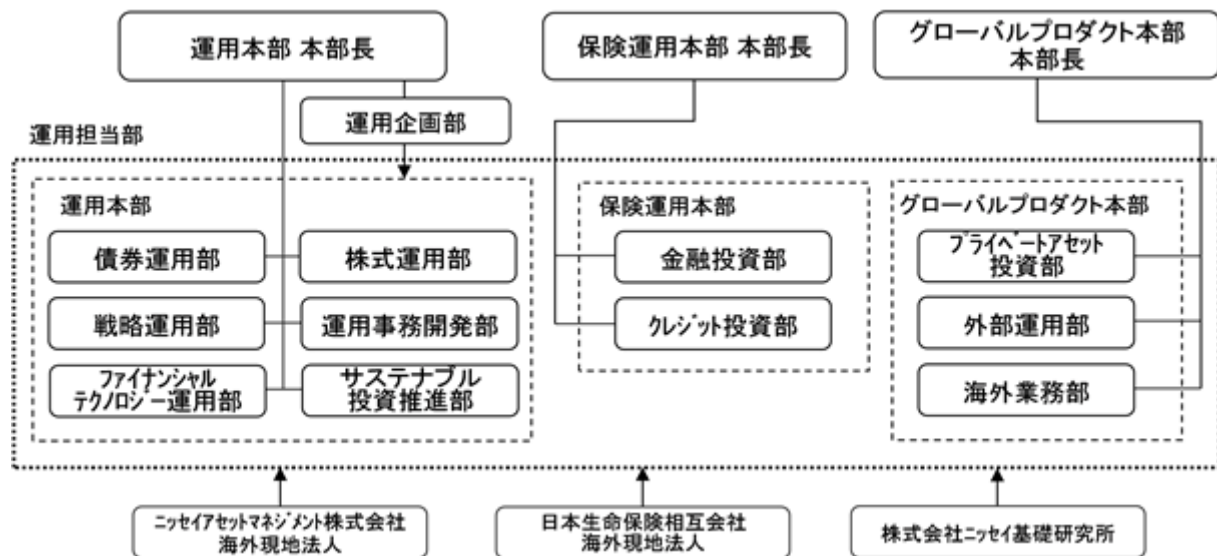 運用本部 本部長
保険運用本部 本部長
グローバルプロダクト本部
本部長
運用企画部
運用担当部
運用本部
債券運用部
株式運用部
戦略運用部
運用事務開発部
ファイナンシャル
テクノロジー運用部
サステナブル
投資推進部
保険運用本部
金融投資部
クレジット投資部
グローバルプロダクト本部
プライベートアセット
投資部
外部運用部
海外業務部
ニッセイアセットマネジメント株式会社
海外現地法人
日本生命保険相互会社
海外現地法人
株式会社ニッセイ基礎研究所